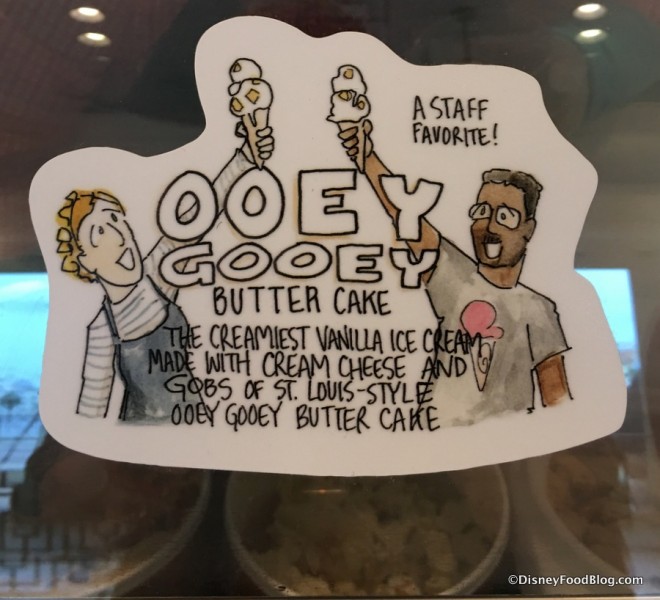 A STAFF
FAVORITE!
OOEY
GOOEY
BUTTER CAKE
THE CREAMIEST VANILLA ICE CREAM
MADE WITH CREAM CHEESE AND
GOBS OF ST. LOUIS-STYLE
OOEY GOOEY BUTTER CAKE
©DisneyFoodBlog.com